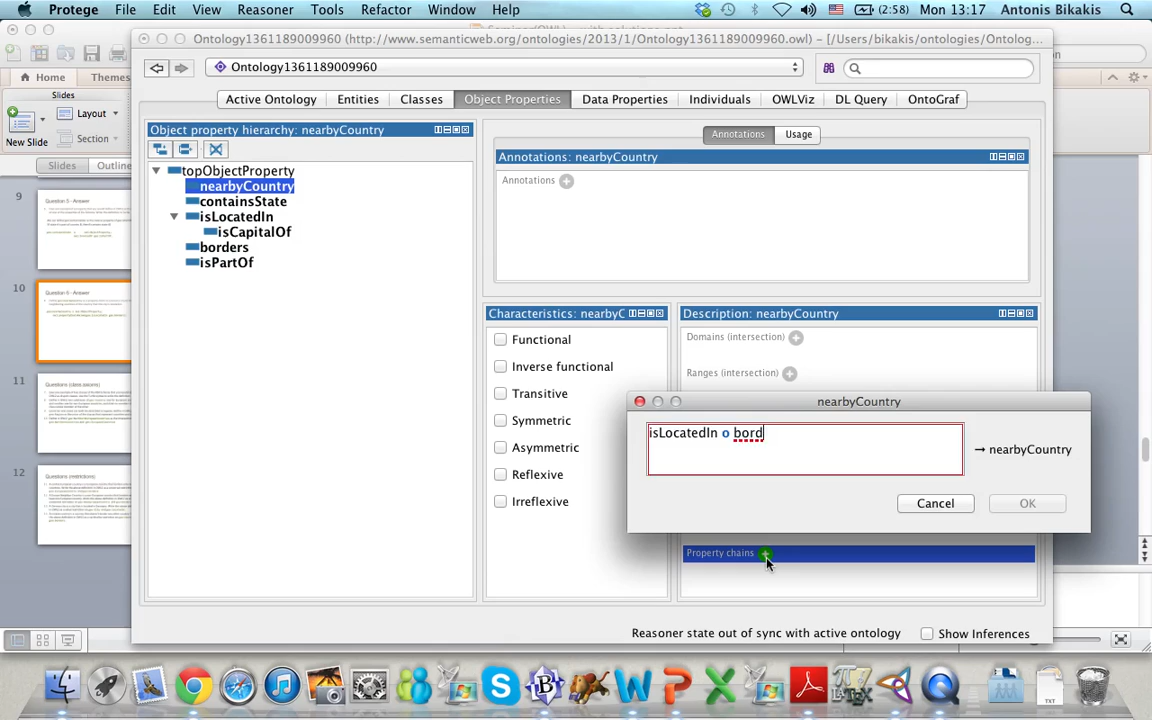 Protege File Edit View Reasoner Tools Refactor Window Help (2:58) Mon 13:17 Antonis Bikakis
Ontology1361189009960 (http://www.semanticweb.org/ontologies/2013/1/Ontology1361189009960.owl) – [/Users/bikakis/ontologies/Ontolog...
Ontology1361189009960
Home Themes
Active Ontology Entities Classes Object Properties Data Properties Individuals OWLViz DL Query OntoGraf
Slides
Layout
New Slide
Section
Slides Outline
Object property hierarchy: nearbyCountry
topObjectProperty
nearbyCountry
containsState
isLocatedIn
isCapitalOf
borders
isPartOf
Annotations Usage
Annotations: nearbyCountry
Annotations
Characteristics: nearbyC
Functional
Inverse functional
Transitive
Symmetric
Asymmetric
Reflexive
Irreflexive
Description: nearbyCountry
Domains (intersection)
Ranges (intersection)
nearbyCountry
isLocatedIn o bord
→ nearbyCountry
Cancel OK
Property chains
Reasoner state out of sync with active ontology Show Inferences
9
10
11
12